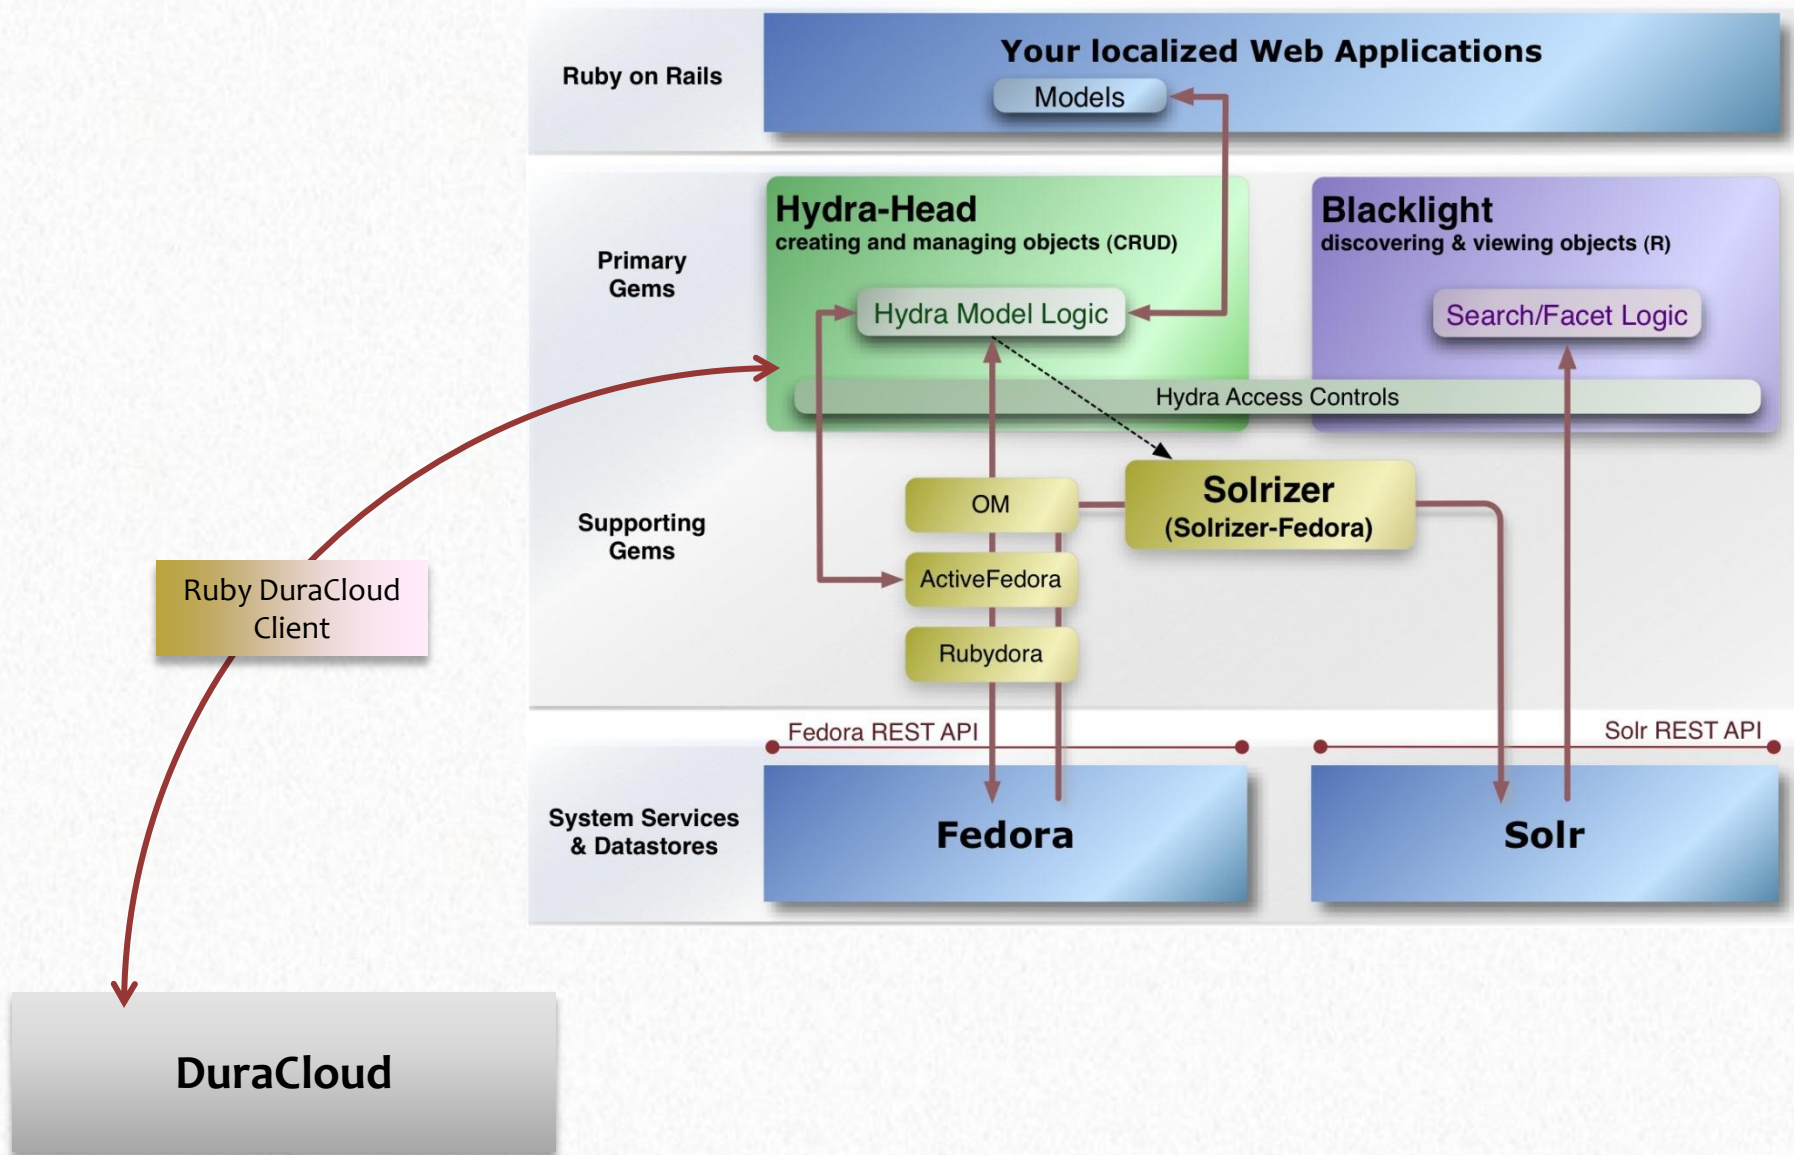 Your localized Web Applications
Ruby on Rails
Models
Hydra-Head
creating and managing objects (CRUD)
Blacklight
discovering & viewing objects (R)
Primary
Gems
Hydra Model Logic
Search/Facet Logic
Hydra Access Controls
Supporting
Gems
OM
Solrizer
(Solrizer-Fedora)
ActiveFedora
Rubydora
Ruby DuraCloud
Client
Fedora REST API
Solr REST API
System Services
& Datastores
Fedora
Solr
DuraCloud